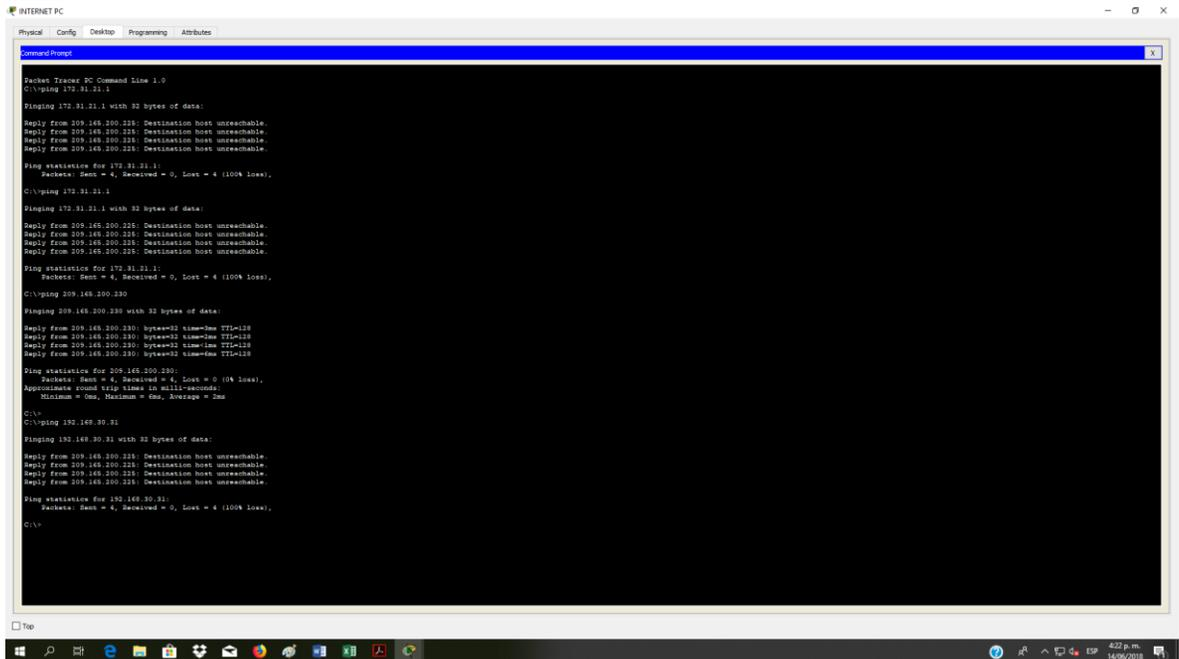 INTERNET PC
Physical Config Desktop Programming Attributes
Command Prompt
X
Packet Tracer PC Command Line 1.0
C:\>ping 172.31.21.1
Pinging 172.31.21.1 with 32 bytes of data:
Reply from 209.165.200.225: Destination host unreachable.
Reply from 209.165.200.225: Destination host unreachable.
Reply from 209.165.200.225: Destination host unreachable.
Reply from 209.165.200.225: Destination host unreachable.
Ping statistics for 172.31.21.1:
Packets: Sent = 4, Received = 0, Lost = 4 (100% loss),
C:\>ping 172.31.21.1
Pinging 172.31.21.1 with 32 bytes of data:
Reply from 209.165.200.225: Destination host unreachable.
Reply from 209.165.200.225: Destination host unreachable.
Reply from 209.165.200.225: Destination host unreachable.
Reply from 209.165.200.225: Destination host unreachable.
Ping statistics for 172.31.21.1:
Packets: Sent = 4, Received = 0, Lost = 4 (100% loss),
C:\>ping 209.165.200.230
Pinging 209.165.200.230 with 32 bytes of data:
Reply from 209.165.200.230: bytes=32 time=3ms TTL=128
Reply from 209.165.200.230: bytes=32 time=2ms TTL=128
Reply from 209.165.200.230: bytes=32 time<1ms TTL=128
Reply from 209.165.200.230: bytes=32 time=6ms TTL=128
Ping statistics for 209.165.200.230:
Packets: Sent = 4, Received = 4, Lost = 0 (0% loss),
Approximate round trip times in milli-seconds:
Minimum = 0ms, Maximum = 6ms, Average = 2ms
C:\>
C:\>ping 192.168.30.31
Pinging 192.168.30.31 with 32 bytes of data:
Reply from 209.165.200.225: Destination host unreachable.
Reply from 209.165.200.225: Destination host unreachable.
Reply from 209.165.200.225: Destination host unreachable.
Reply from 209.165.200.225: Destination host unreachable.
Ping statistics for 192.168.30.31:
Packets: Sent = 4, Received = 0, Lost = 4 (100% loss),
C:\>
Top
ESP
4:22 p. m.
14/06/2018